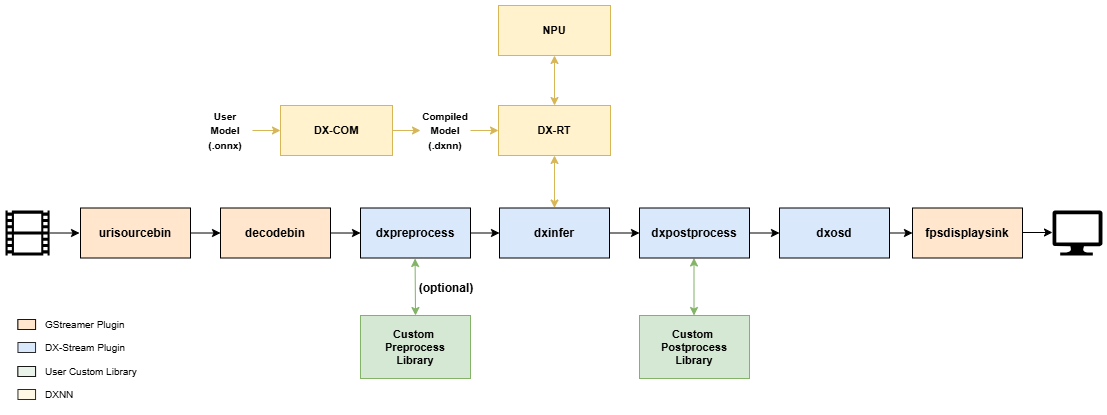 NPU
User
Model
(.onnx)
DX-COM
Compiled
Model
(.dxnn)
DX-RT
urisourcebin
decodebin
dxpreprocess
dxinfer
dxpostprocess
dxosd
fpsdisplaysink
(optional)
Custom
Preprocess
Library
Custom
Postprocess
Library
GStreamer Plugin
DX-Stream Plugin
User Custom Library
DXNN